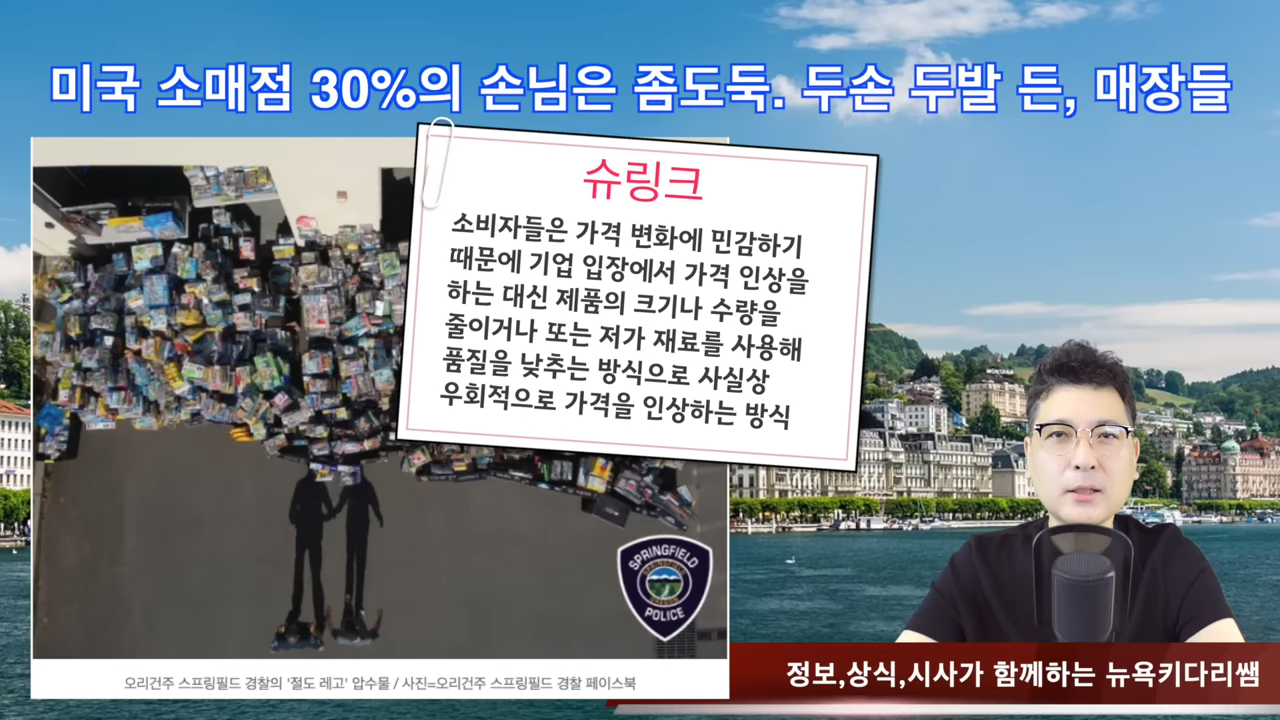 미국 소매점 30%의 손님은 좀도둑. 두손 두발 든, 매장들
슈링크
소비자들은 가격 변화에 민감하기
때문에 기업 입장에서 가격 인상을
하는 대신 제품의 크기나 수량을
줄이거나 또는 저가 재료를 사용해
품질을 낮추는 방식으로 사실상
우회적으로 가격을 인상하는 방식
MONTANA
SPRINGFIELD
POLICE
오리건주 스프링필드 경찰의 '절도 레고' 압수물 / 사진=오리건주 스프링필드 경찰 페이스북
정보,상식,시사가 함께하는 뉴욕키다리쌤